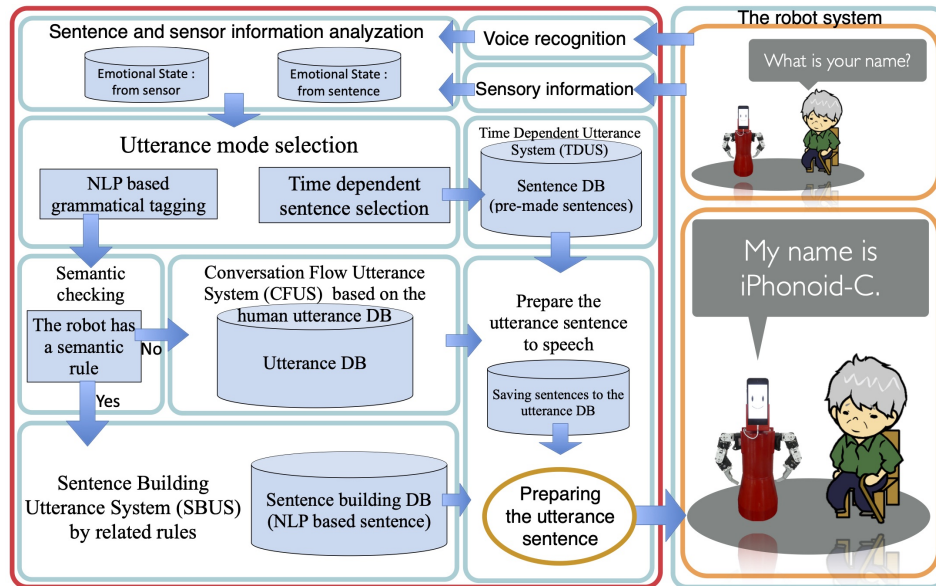 The robot system
Sentence and sensor information analyzation
Emotional State :
from sensor
Emotional State :
from sentence
Voice recognition
Sensory information
What is your name?
Utterance mode selection
NLP based
grammatical tagging
Time dependent
sentence selection
Time Dependent Utterance
System (TDUS)
Sentence DB
(pre-made sentences)
Semantic
checking
The robot has
a semantic
rule
No
Yes
Conversation Flow Utterance
System (CFUS) based on the
human utterance DB
Utterance DB
Prepare the
utterance sentence
to speech
Saving sentences to the
utterance DB
My name is
iPhonoid-C.
Sentence Building
Utterance System (SBUS)
by related rules
Sentence building DB
(NLP based sentence)
Preparing
the utterance
sentence